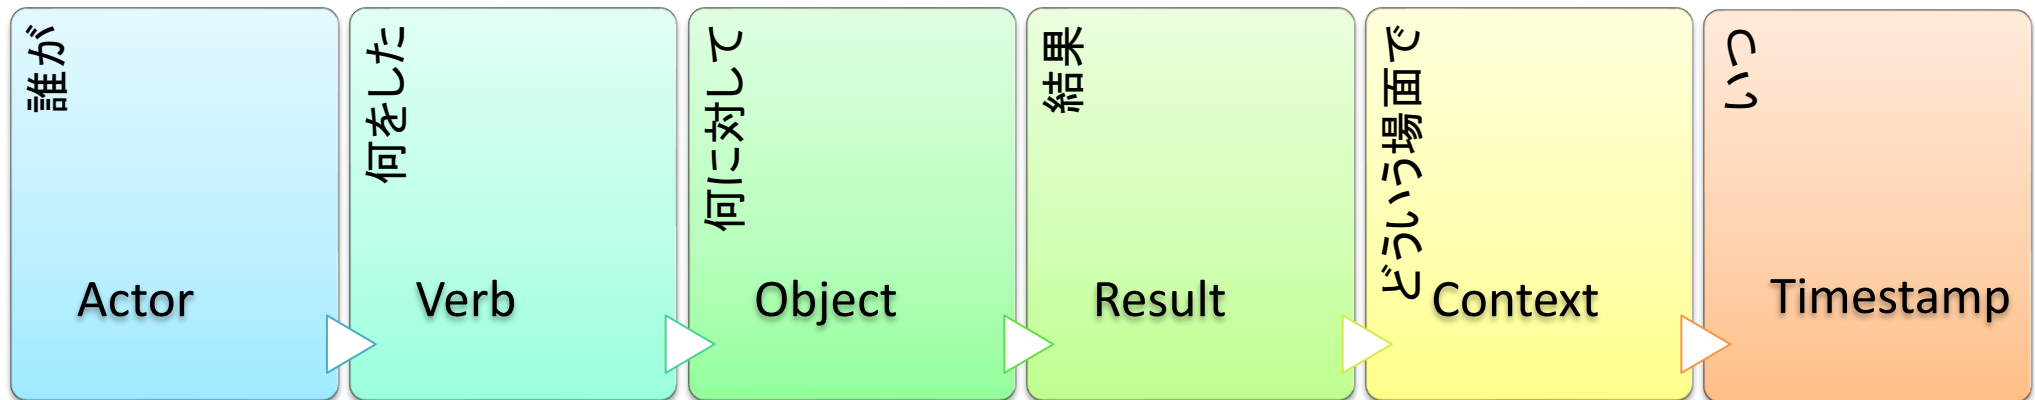 誰が
Actor
何をした
Verb
何に対して
Object
結果
Result
どういう場面で
Context
いつ
Timestamp